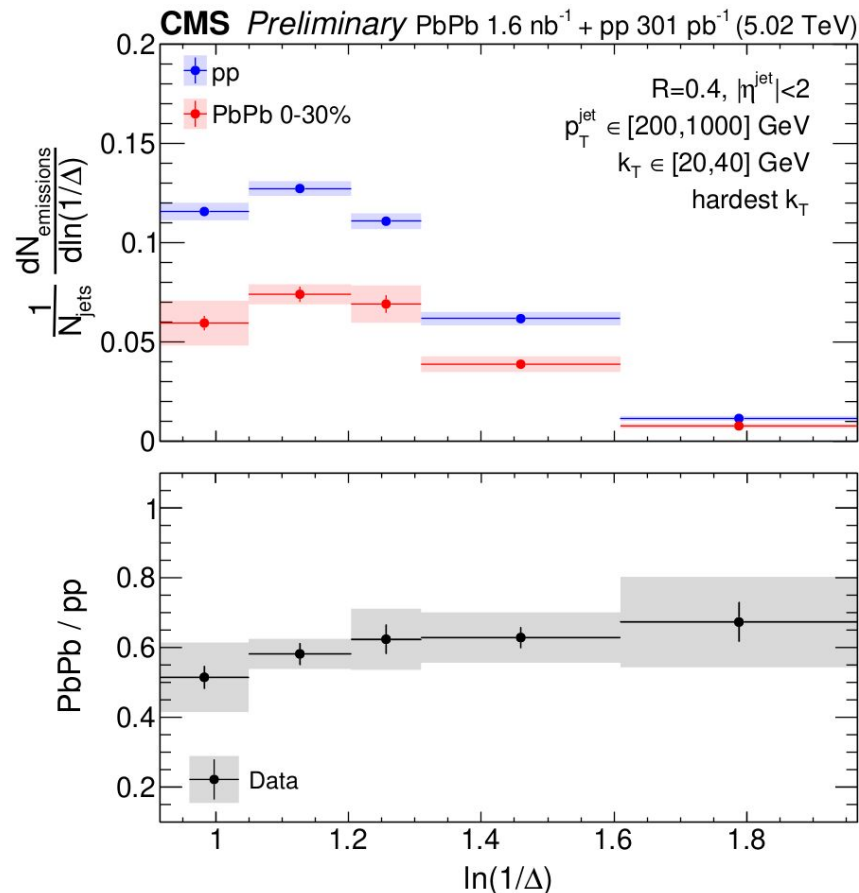 CMS Preliminary PbPb 1.6 nb⁻¹ + pp 301 pb⁻¹ (5.02 TeV)
0.2
pp
PbPb 0-30%
R=0.4, |η^jet|<2
p_T^jet ∈ [200,1000] GeV
k_T ∈ [20,40] GeV
hardest k_T
0.15
0.1
0.05
0
1/N_jets dN_emissions/dln(1/Δ)
1
0.8
0.6
0.4
0.2
PbPb / pp
Data
1 1.2 1.4 1.6 1.8
ln(1/Δ)